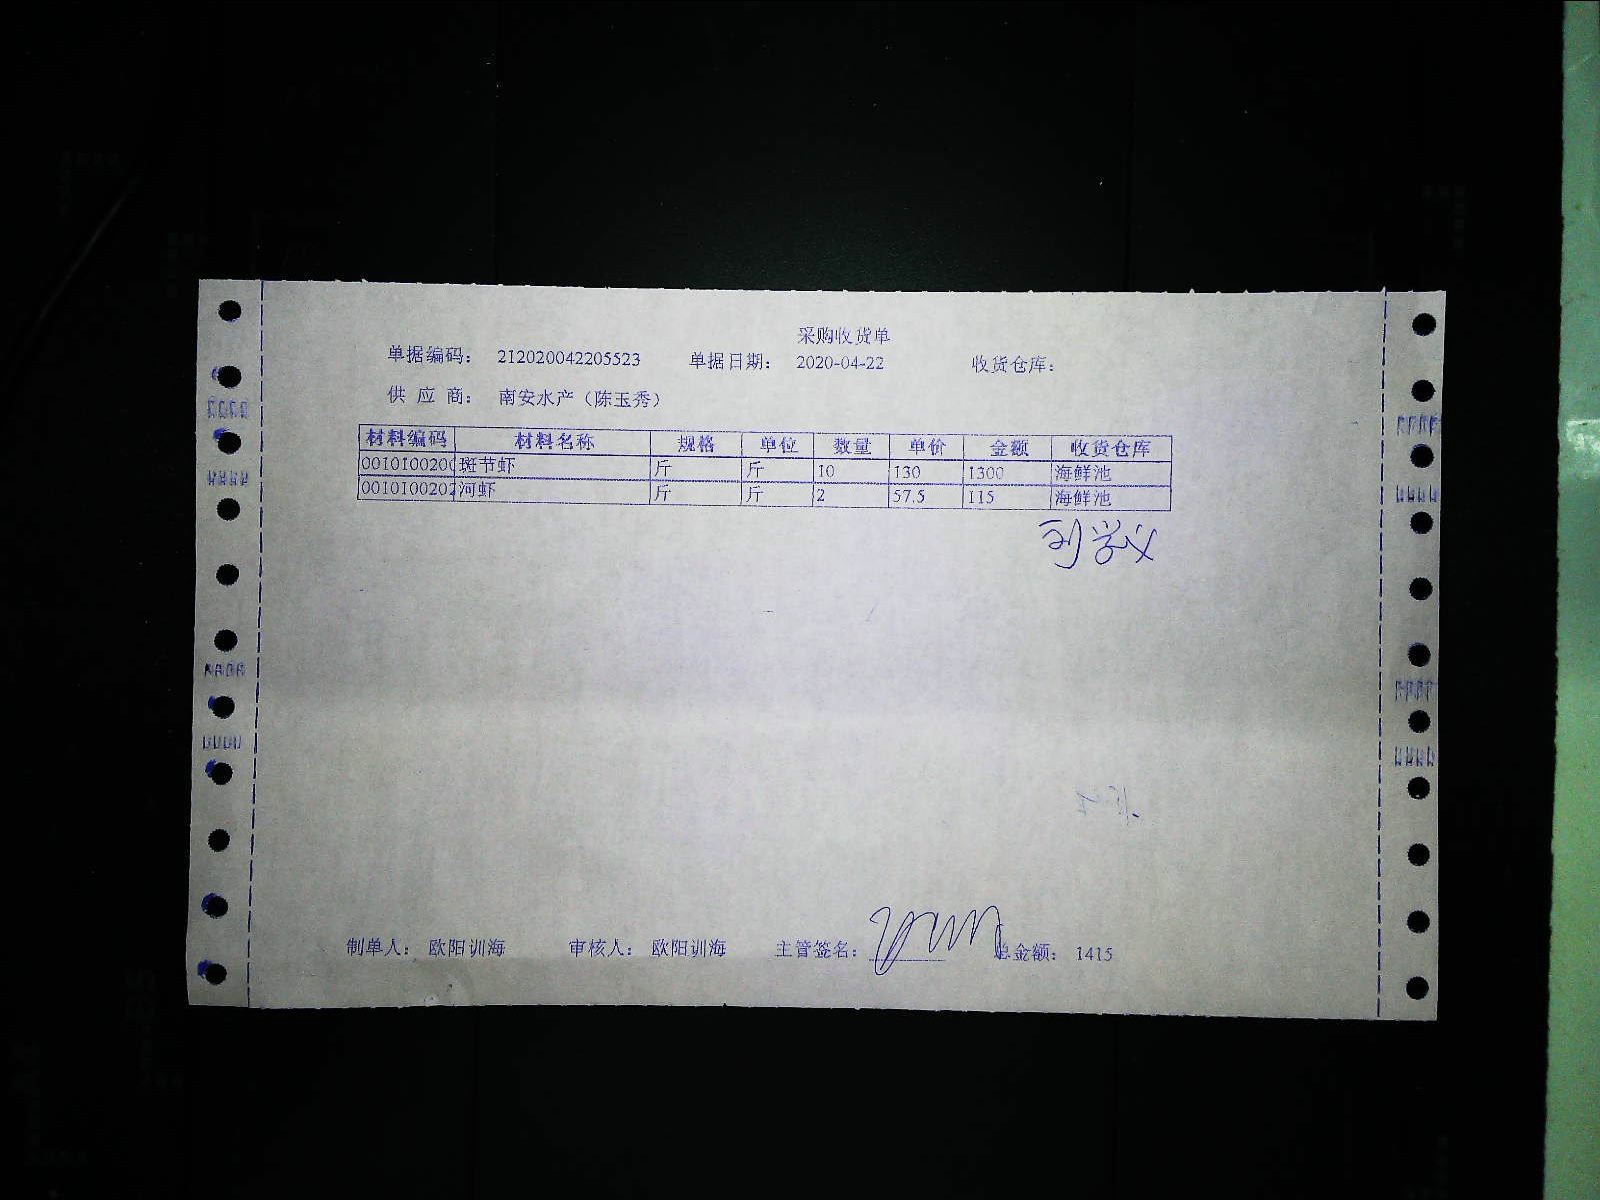 采购收货单
单据编码： 212020042205523 单据日期： 2020-04-22 收货仓库：
供 应 商： 南安水产（陈玉秀）
材料编码 材料名称 规格 单位 数量 单价 金额 收货仓库
0010100200 斑节虾 斤 斤 10 130 1300 海鲜池
0010100202 河虾 斤 斤 2 57.5 115 海鲜池
刘学义
制单人： 欧阳训海 审核人： 欧阳训海 主管签名： 总金额： 1415